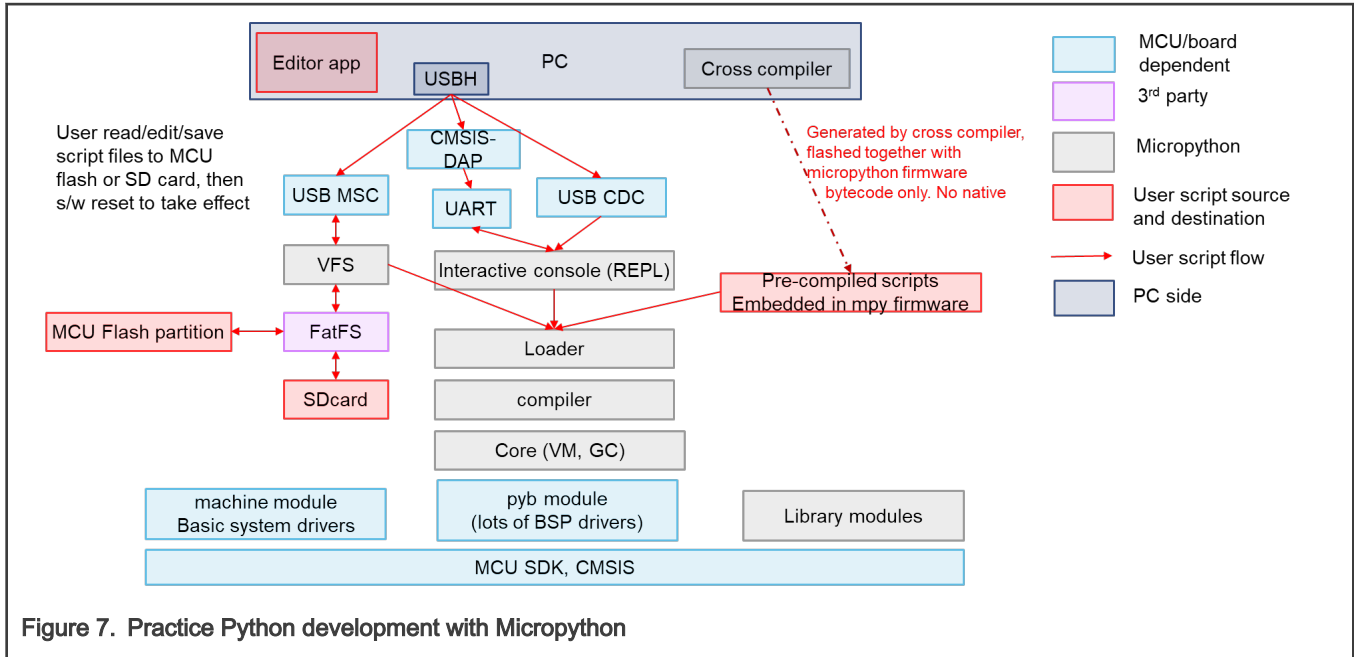 Editor app
PC
USBH
Cross compiler
MCU/board
dependent
3rd party
Micropython
User script source
and destination
User script flow
PC side
User read/edit/save
script files to MCU
flash or SD card, then
s/w reset to take effect
CMSIS-
DAP
Generated by cross compiler,
flashed together with
micropython firmware
bytecode only. No native
USB MSC
UART
USB CDC
VFS
Interactive console (REPL)
Pre-compiled scripts
Embedded in mpy firmware
MCU Flash partition
FatFS
Loader
SDcard
compiler
Core (VM, GC)
machine module
Basic system drivers
pyb module
(lots of BSP drivers)
Library modules
MCU SDK, CMSIS
Figure 7. Practice Python development with Micropython